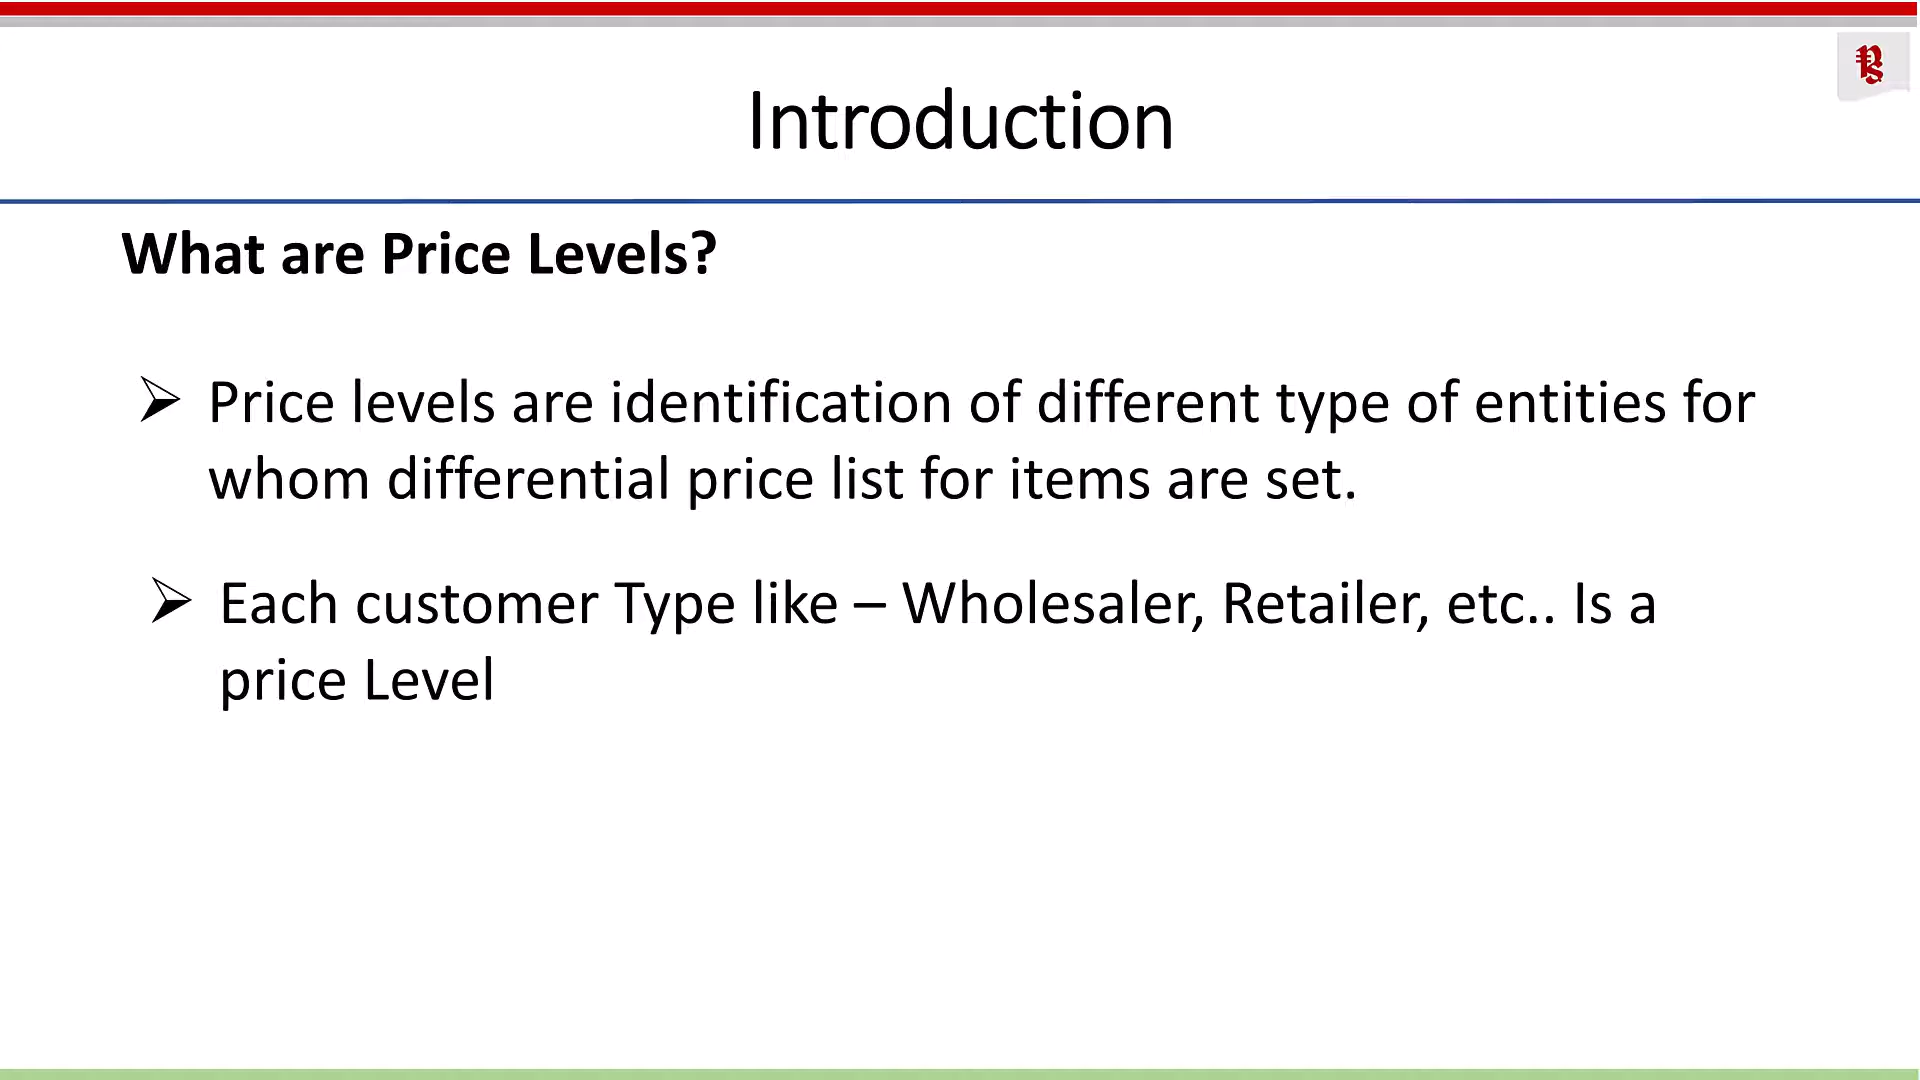 Introduction
What are Price Levels?
➢ Price levels are identification of different type of entities for
whom differential price list for items are set.
➢ Each customer Type like – Wholesaler, Retailer, etc.. Is a
price Level